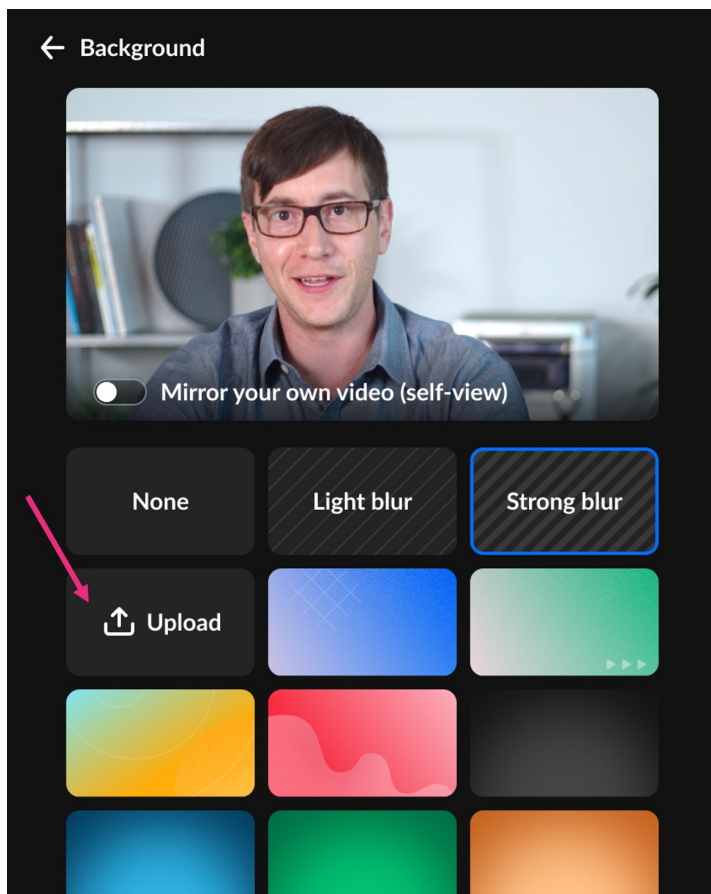 Background
Mirror your own video (self-view)
None
Light blur
Strong blur
Upload